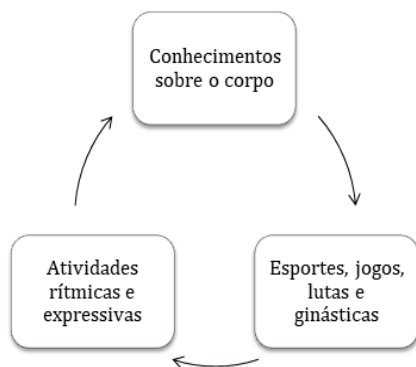 Conhecimentos
sobre o corpo
Esportes, jogos,
lutas e
ginásticas
Atividades
rítmicas e
expressivas